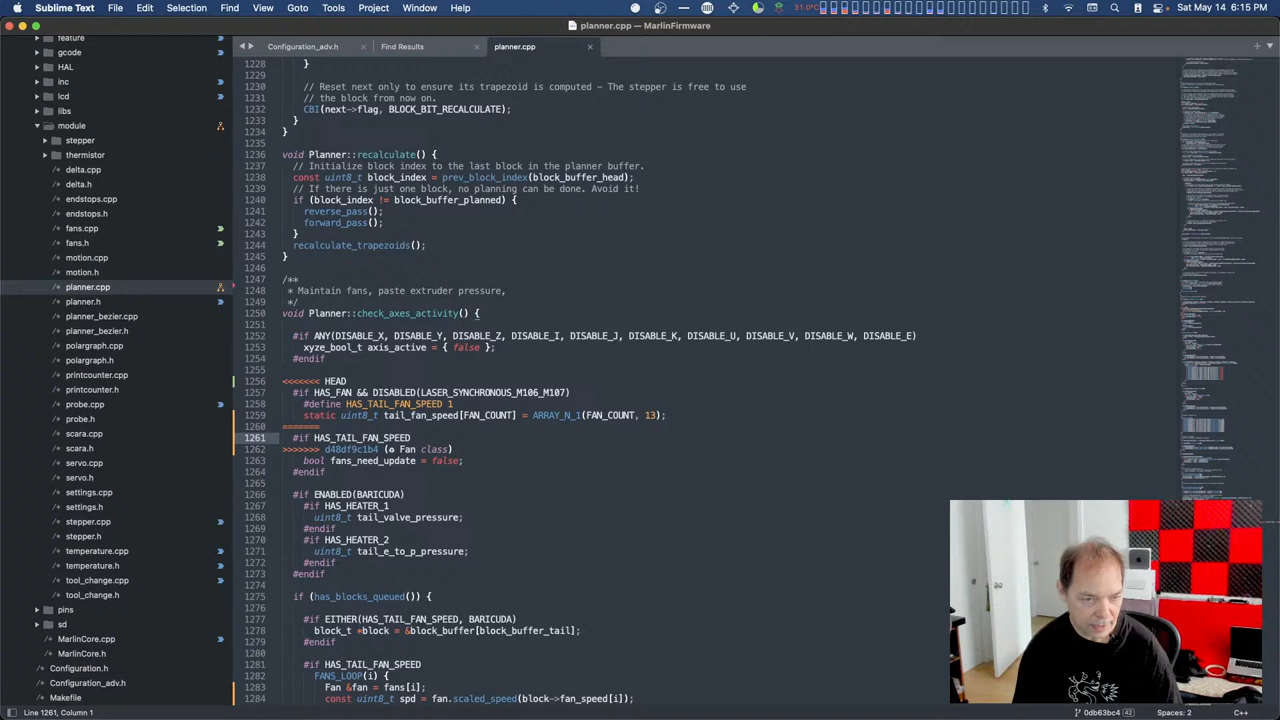 Sublime Text File Edit Selection Find View Goto Tools Project Window Help 31.0°C Sat May 14 6:15 PM
planner.cpp — MarlinFirmware
Configuration_adv.h × Find Results × planner.cpp ×
feature
gcode
HAL
inc
lcd
libs
module
stepper
thermistor
delta.cpp
delta.h
endstops.cpp
endstops.h
fans.cpp
fans.h
motion.cpp
motion.h
planner.cpp
planner.h
planner_bezier.cpp
planner_bezier.h
polargraph.cpp
polargraph.h
printcounter.cpp
printcounter.h
probe.cpp
probe.h
scara.cpp
scara.h
servo.cpp
servo.h
settings.cpp
settings.h
stepper.cpp
stepper.h
temperature.cpp
temperature.h
tool_change.cpp
tool_change.h
pins
sd
MarlinCore.cpp
MarlinCore.h
Configuration.h
Configuration_adv.h
Makefile
1228 }
1229
1230 // Reset next only to ensure its trapezoid is computed - The stepper is free to use
1231 // the block from now on.
1232 CBI(next->flag, BLOCK_BIT_RECALCULATE);
1233 }
1234 }
1235
1236 void Planner::recalculate() {
1237 // Initialize block index to the last block in the planner buffer.
1238 const uint8_t block_index = prev_block_index(block_buffer_head);
1239 // If there is just one block, no planning can be done. Avoid it!
1240 if (block_index != block_buffer_planned) {
1241 reverse_pass();
1242 forward_pass();
1243 }
1244 recalculate_trapezoids();
1245 }
1246
1247 /**
1248 * Maintain fans, paste extruder pressure,
1249 */
1250 void Planner::check_axes_activity() {
1251
1252 #if ANY(DISABLE_X, DISABLE_Y, DISABLE_Z, DISABLE_I, DISABLE_J, DISABLE_K, DISABLE_U, DISABLE_V, DISABLE_W, DISABLE_E)
1253 xyze_bool_t axis_active = { false };
1254 #endif
1255
1256 <<<<<<< HEAD
1257 #if HAS_FAN && DISABLED(LASER_SYNCHRONOUS_M106_M107)
1258 #define HAS_TAIL_FAN_SPEED 1
1259 static uint8_t tail_fan_speed[FAN_COUNT] = ARRAY_N_1(FAN_COUNT, 13);
1260 =======
1261 #if HAS_TAIL_FAN_SPEED
1262 >>>>>>> d48df9c1b4 (o Fan class)
1263 bool fans_need_update = false;
1264 #endif
1265
1266 #if ENABLED(BARICUDA)
1267 #if HAS_HEATER_1
1268 uint8_t tail_valve_pressure;
1269 #endif
1270 #if HAS_HEATER_2
1271 uint8_t tail_e_to_p_pressure;
1272 #endif
1273 #endif
1274
1275 if (has_blocks_queued()) {
1276
1277 #if EITHER(HAS_TAIL_FAN_SPEED, BARICUDA)
1278 block_t *block = &block_buffer[block_buffer_tail];
1279 #endif
1280
1281 #if HAS_TAIL_FAN_SPEED
1282 FANS_LOOP(i) {
1283 Fan &fan = fans[i];
1284 const uint8_t spd = fan.scaled_speed(block->fan_speed[i]);
Line 1261, Column 1 0db63bc4 42 Spaces: 2 C++